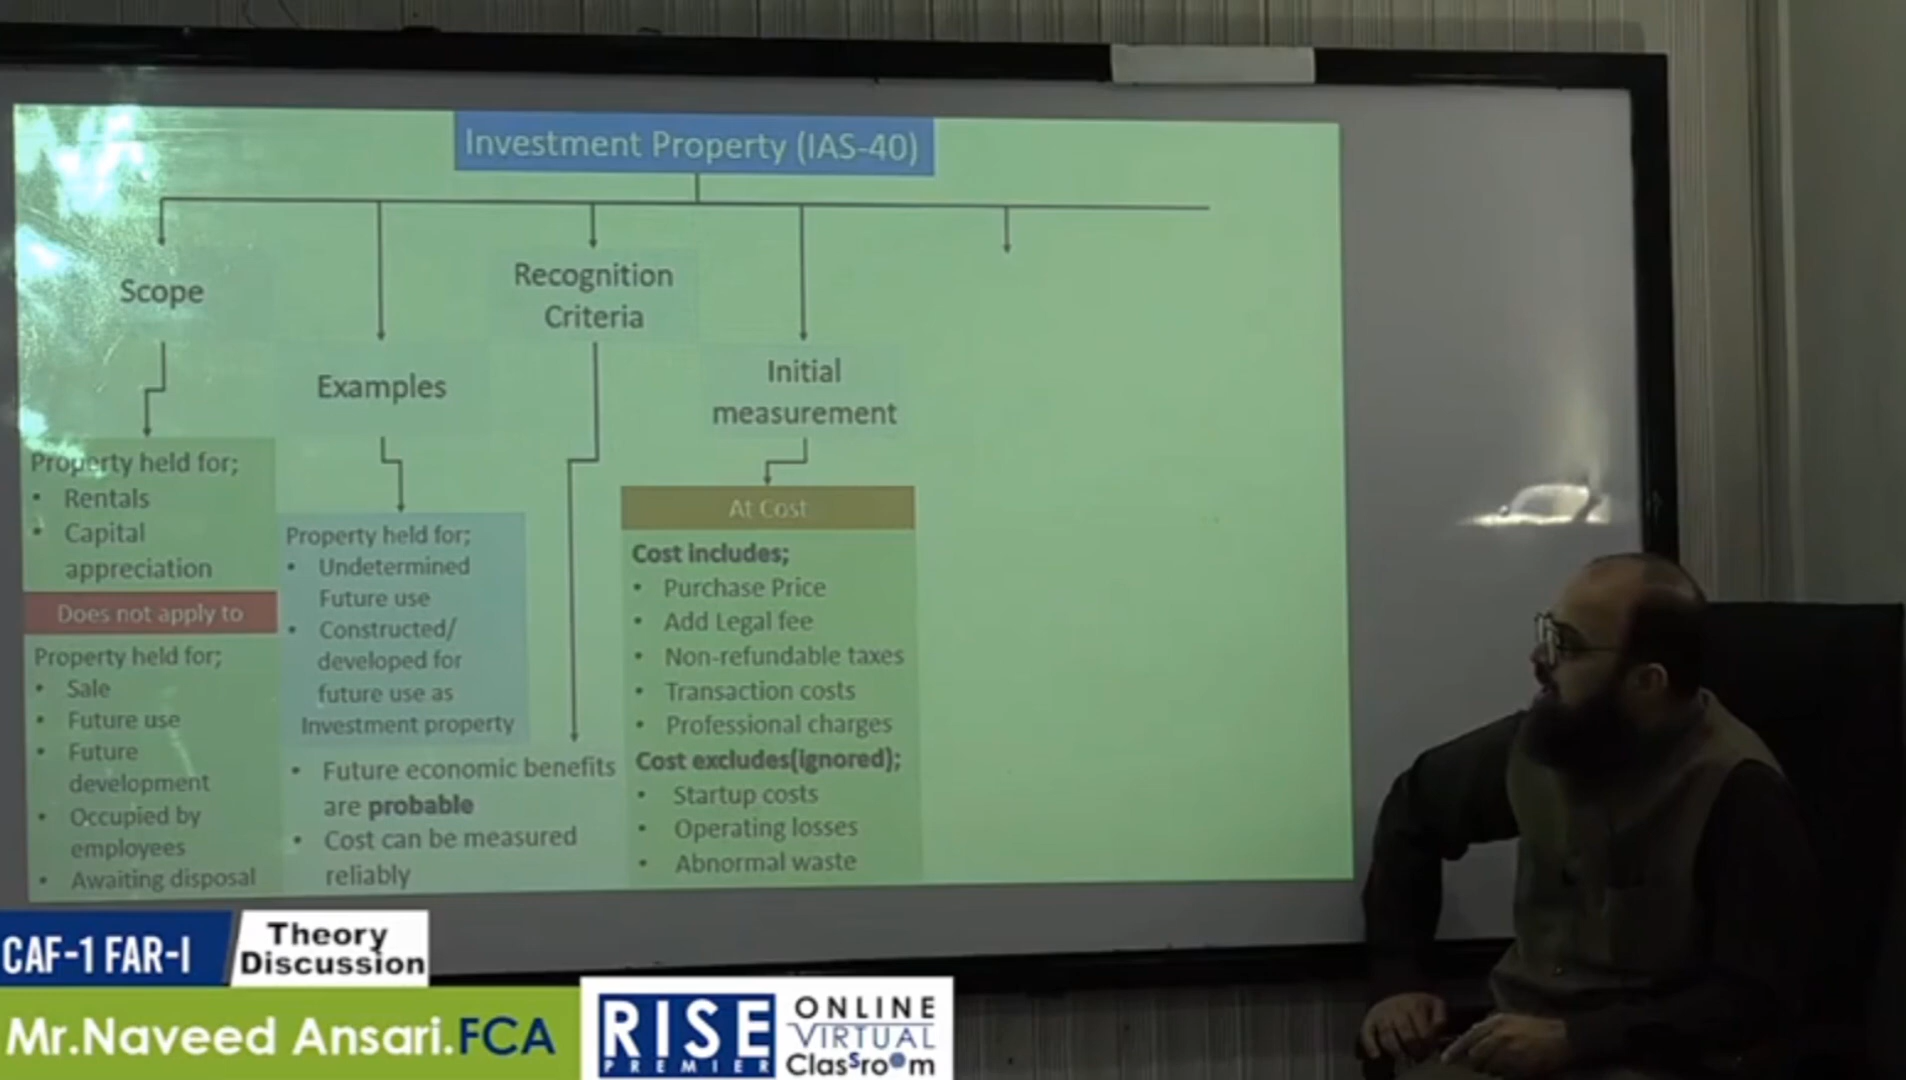 Investment Property (IAS-40)
Scope
Property held for;
• Rentals
• Capital
appreciation
Does not apply to
Property held for;
• Sale
• Future use
• Future
development
• Occupied by
employees
• Awaiting disposal
Examples
Property held for;
• Undetermined
Future use
• Constructed/
developed for
future use as
Investment property
Recognition
Criteria
• Future economic benefits
are probable
• Cost can be measured
reliably
Initial
measurement
At Cost
Cost includes;
• Purchase Price
• Add Legal fee
• Non-refundable taxes
• Transaction costs
• Professional charges
Cost excludes(ignored);
• Startup costs
• Operating losses
• Abnormal waste
CAF-1 FAR-I
Theory
Discussion
Mr.Naveed Ansari.FCA
RISE
PREMIER
ONLINE
VIRTUAL
Classroom